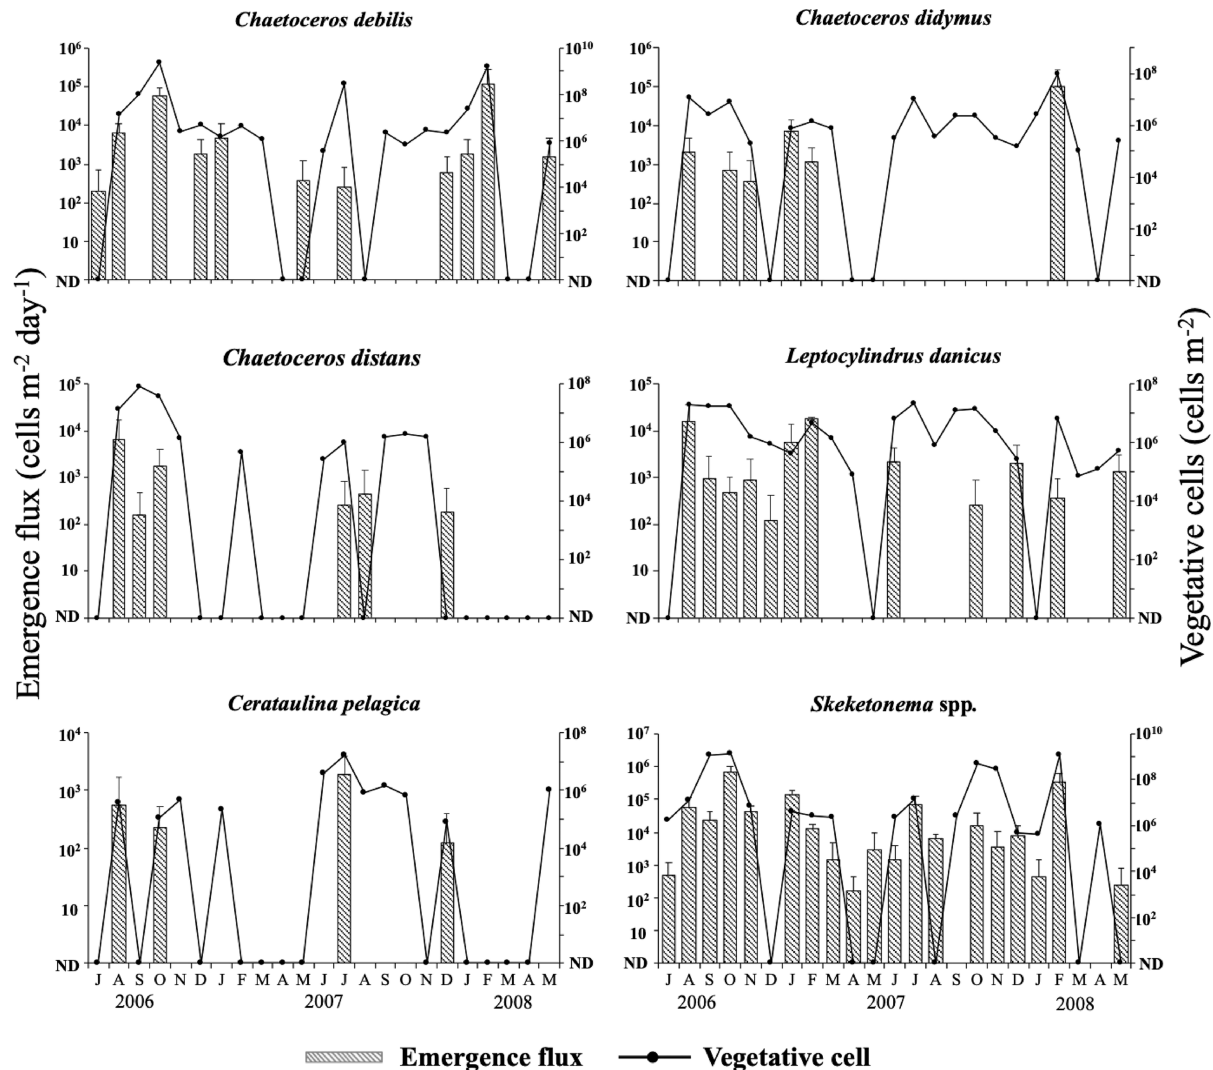 Chaetoceros debilis
Chaetoceros didymus
10⁶ 10¹⁰ 10⁶
10⁵ 10⁸ 10⁵ 10⁸
10⁴ 10⁶ 10⁴ 10⁶
10³ 10⁴ 10³ 10⁴
10² 10² 10² 10²
10 10
ND ND ND ND
Emergence flux (cells m⁻² day⁻¹)
Vegetative cells (cells m⁻²)
Chaetoceros distans
Leptocylindrus danicus
10⁵ 10⁸ 10⁵ 10⁸
10⁴ 10⁶ 10⁴ 10⁶
10³ 10⁴ 10³ 10⁴
10² 10² 10² 10²
10 10
ND ND ND ND
Cerataulina pelagica
Skeketonema spp.
10⁴ 10⁸ 10⁷ 10¹⁰
10³ 10⁶ 10⁶ 10⁸
10² 10⁴ 10⁵ 10⁶
10 10² 10⁴ 10⁴
10³ 10²
10²
10
ND ND ND ND
J A S O N D J F M A M J J A S O N D J F M A M
J A S O N D J F M A M J J A S O N D J F M A M
2006 2007 2008
2006 2007 2008
Emergence flux Vegetative cell